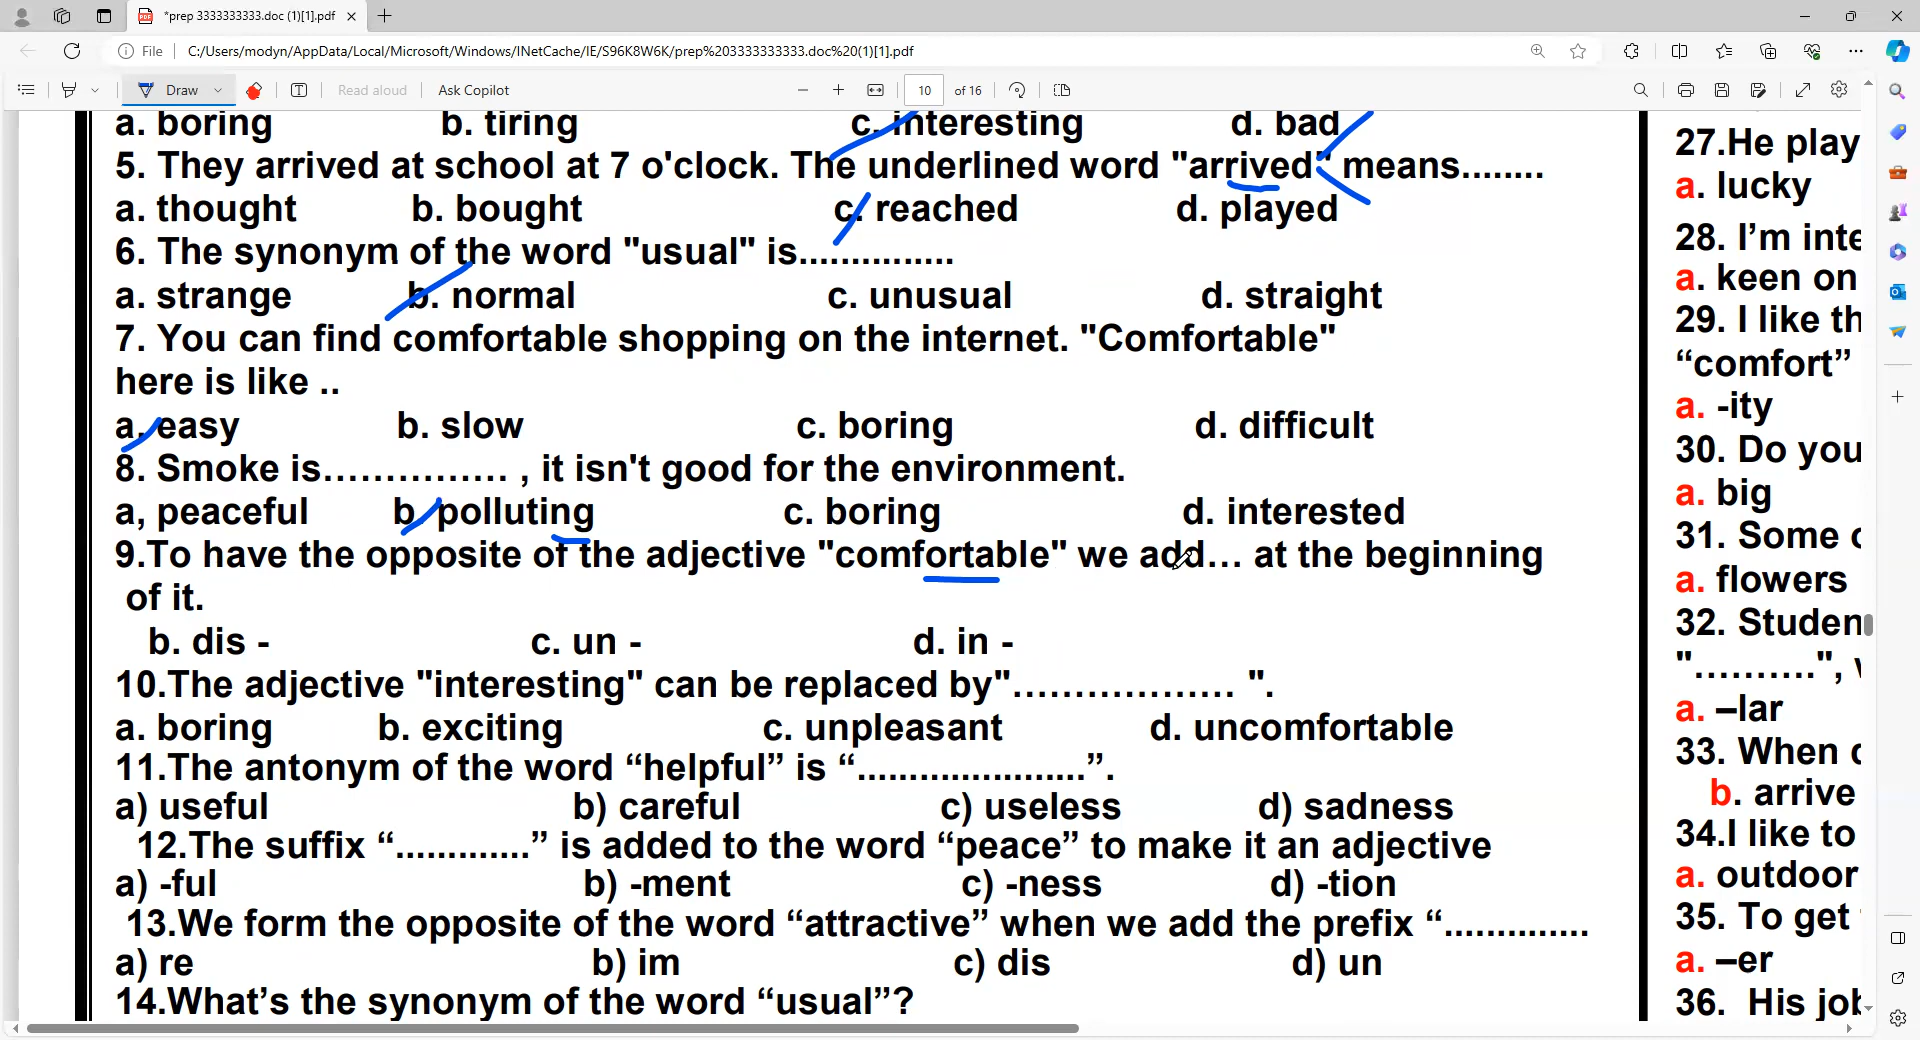 *prep 3333333333.doc (1)[1].pdf
File
C:/Users/modyn/AppData/Local/Microsoft/Windows/INetCache/IE/S96K8W6K/prep%203333333333.doc%20(1)[1].pdf
Draw
Read aloud
Ask Copilot
10 of 16
a. boring b. tiring c. interesting d. bad
5. They arrived at school at 7 o'clock. The underlined word "arrived" means........
a. thought b. bought c. reached d. played
6. The synonym of the word "usual" is...............
a. strange b. normal c. unusual d. straight
7. You can find comfortable shopping on the internet. "Comfortable"
here is like ..
a. easy b. slow c. boring d. difficult
8. Smoke is............... , it isn't good for the environment.
a, peaceful b. polluting c. boring d. interested
9.To have the opposite of the adjective "comfortable" we add... at the beginning
of it.
b. dis - c. un - d. in -
10.The adjective "interesting" can be replaced by".................. ".
a. boring b. exciting c. unpleasant d. uncomfortable
11.The antonym of the word “helpful” is “......................”.
a) useful b) careful c) useless d) sadness
12.The suffix “.............” is added to the word “peace” to make it an adjective
a) -ful b) -ment c) -ness d) -tion
13.We form the opposite of the word “attractive” when we add the prefix “..............
a) re b) im c) dis d) un
14.What’s the synonym of the word “usual”?
27.He play
a. lucky
28. I’m inte
a. keen on
29. I like th
“comfort”
a. -ity
30. Do you
a. big
31. Some
a. flowers
32. Studen
"..........",
a. –lar
33. When
b. arrive
34.I like to
a. outdoor
35. To get
a. –er
36. His job